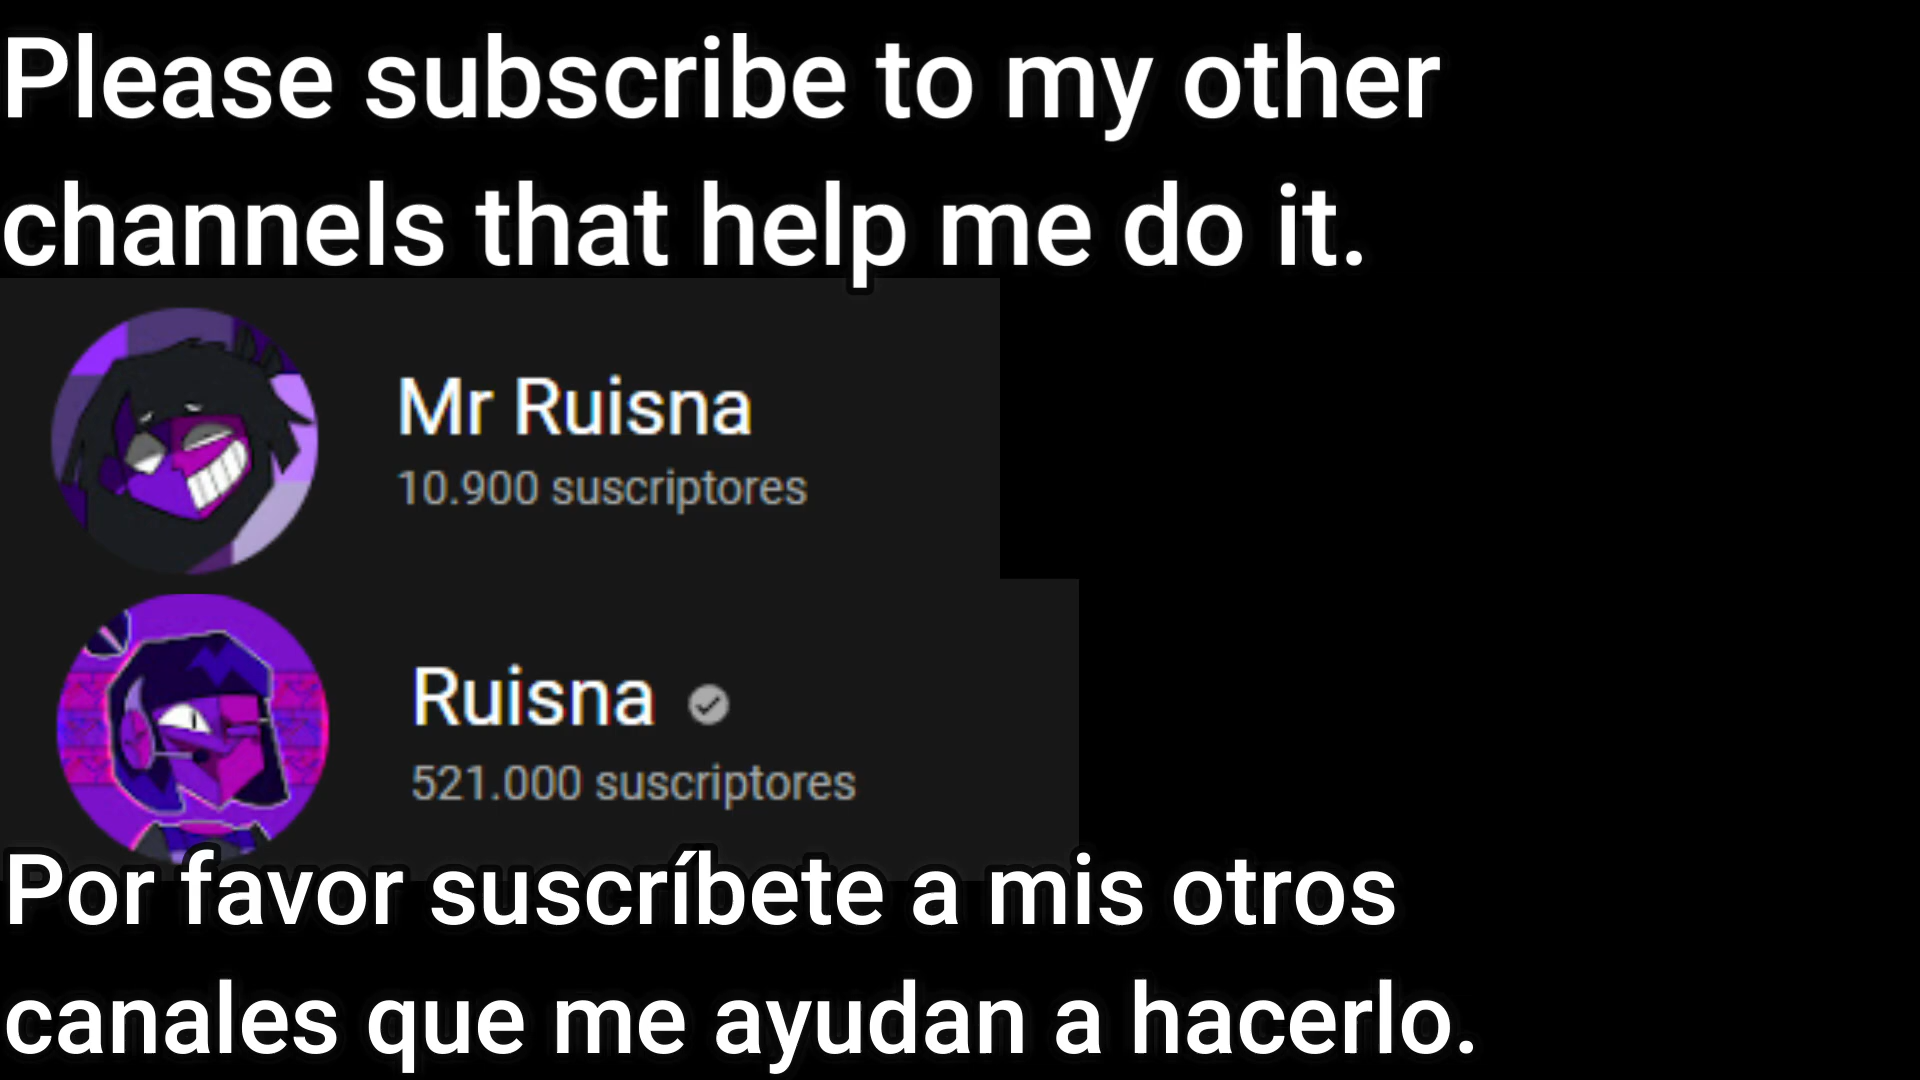 Please subscribe to my other
channels that help me do it.
Mr Ruisna
10.900 suscriptores
Ruisna
521.000 suscriptores
Por favor suscríbete a mis otros
canales que me ayudan a hacerlo.